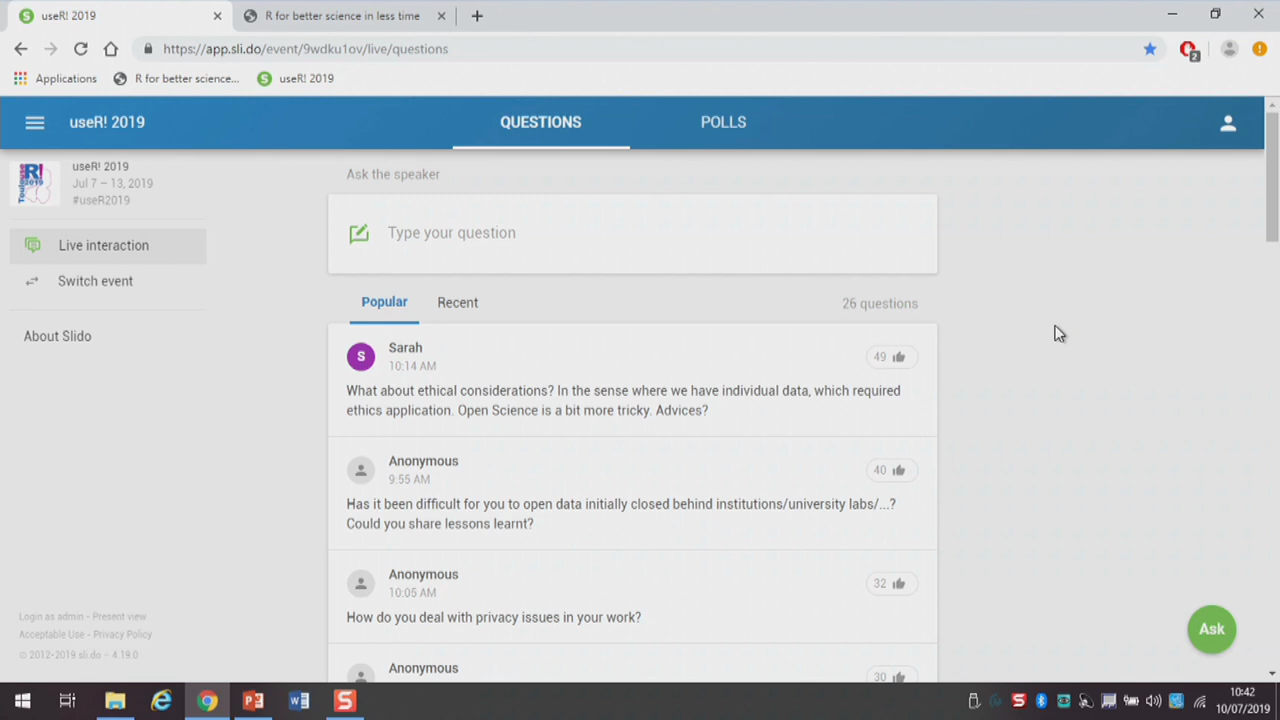 useR! 2019
R for better science in less time
https://app.sli.do/event/9wdku1ov/live/questions
2
Applications
R for better science...
useR! 2019
useR! 2019
QUESTIONS
POLLS
useR! 2019
Jul 7 – 13, 2019
#useR2019
Live interaction
Switch event
About Slido
Ask the speaker
Type your question
Popular
Recent
26 questions
S
Sarah
10:14 AM
49
What about ethical considerations? In the sense where we have individual data, which required
ethics application. Open Science is a bit more tricky. Advices?
Anonymous
9:55 AM
40
Has it been difficult for you to open data initially closed behind institutions/university labs/...?
Could you share lessons learnt?
Anonymous
10:05 AM
32
How do you deal with privacy issues in your work?
Anonymous
30
Login as admin - Present view
Acceptable Use - Privacy Policy
© 2012-2019 sli.do - 4.19.0
Ask
10:42
10/07/2019